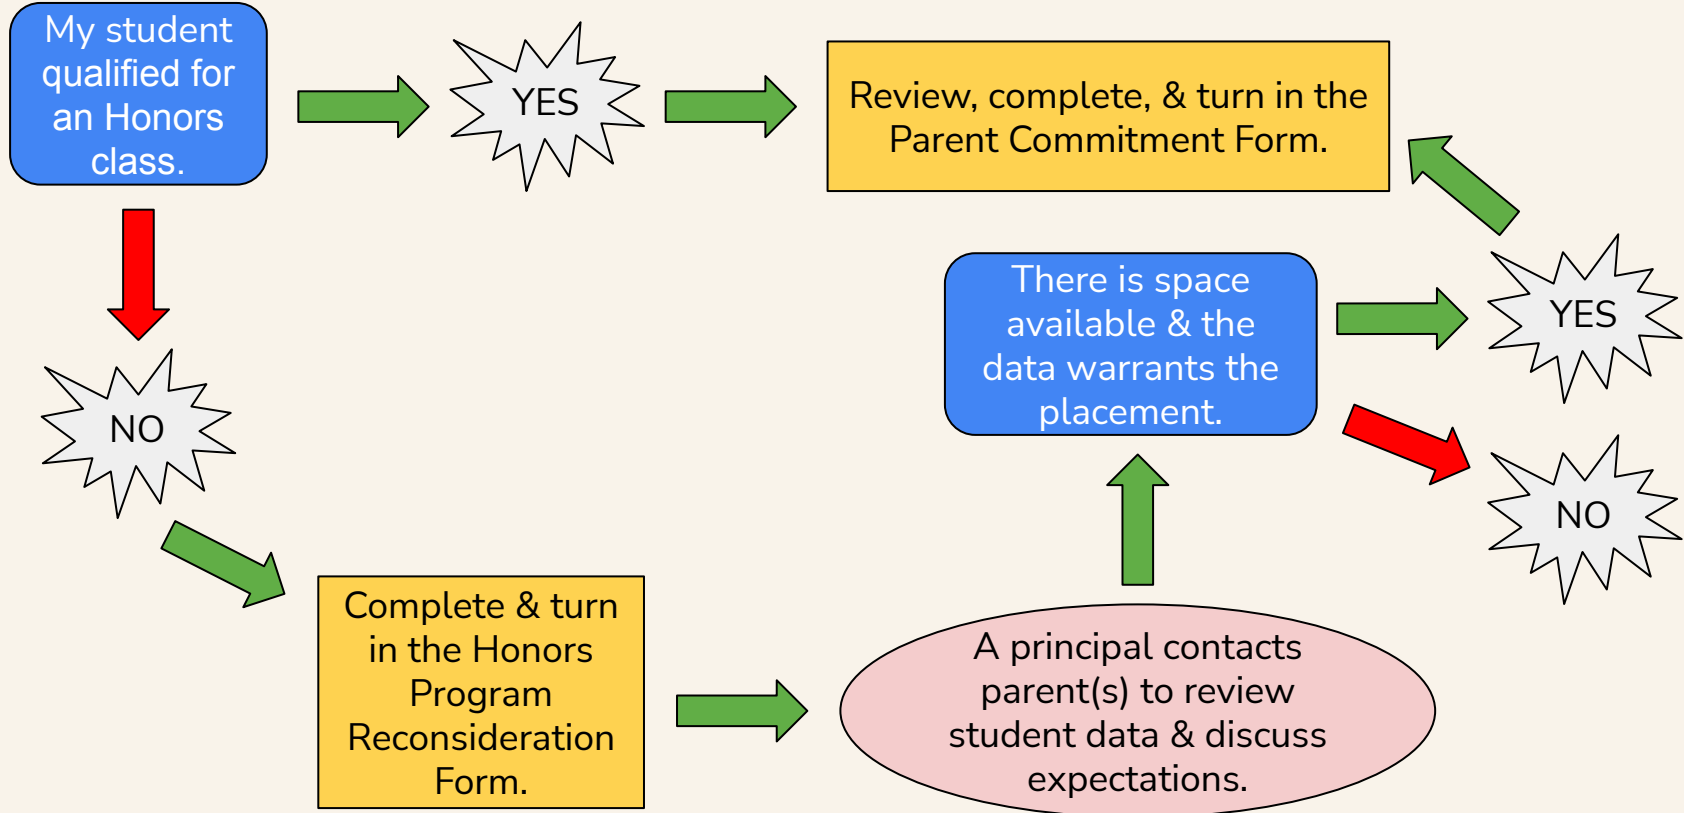 My student
qualified for
an Honors
class.
YES
Review, complete, & turn in the
Parent Commitment Form.
There is space
available & the
data warrants the
placement.
YES
NO
NO
Complete & turn
in the Honors
Program
Reconsideration
Form.
A principal contacts
parent(s) to review
student data & discuss
expectations.